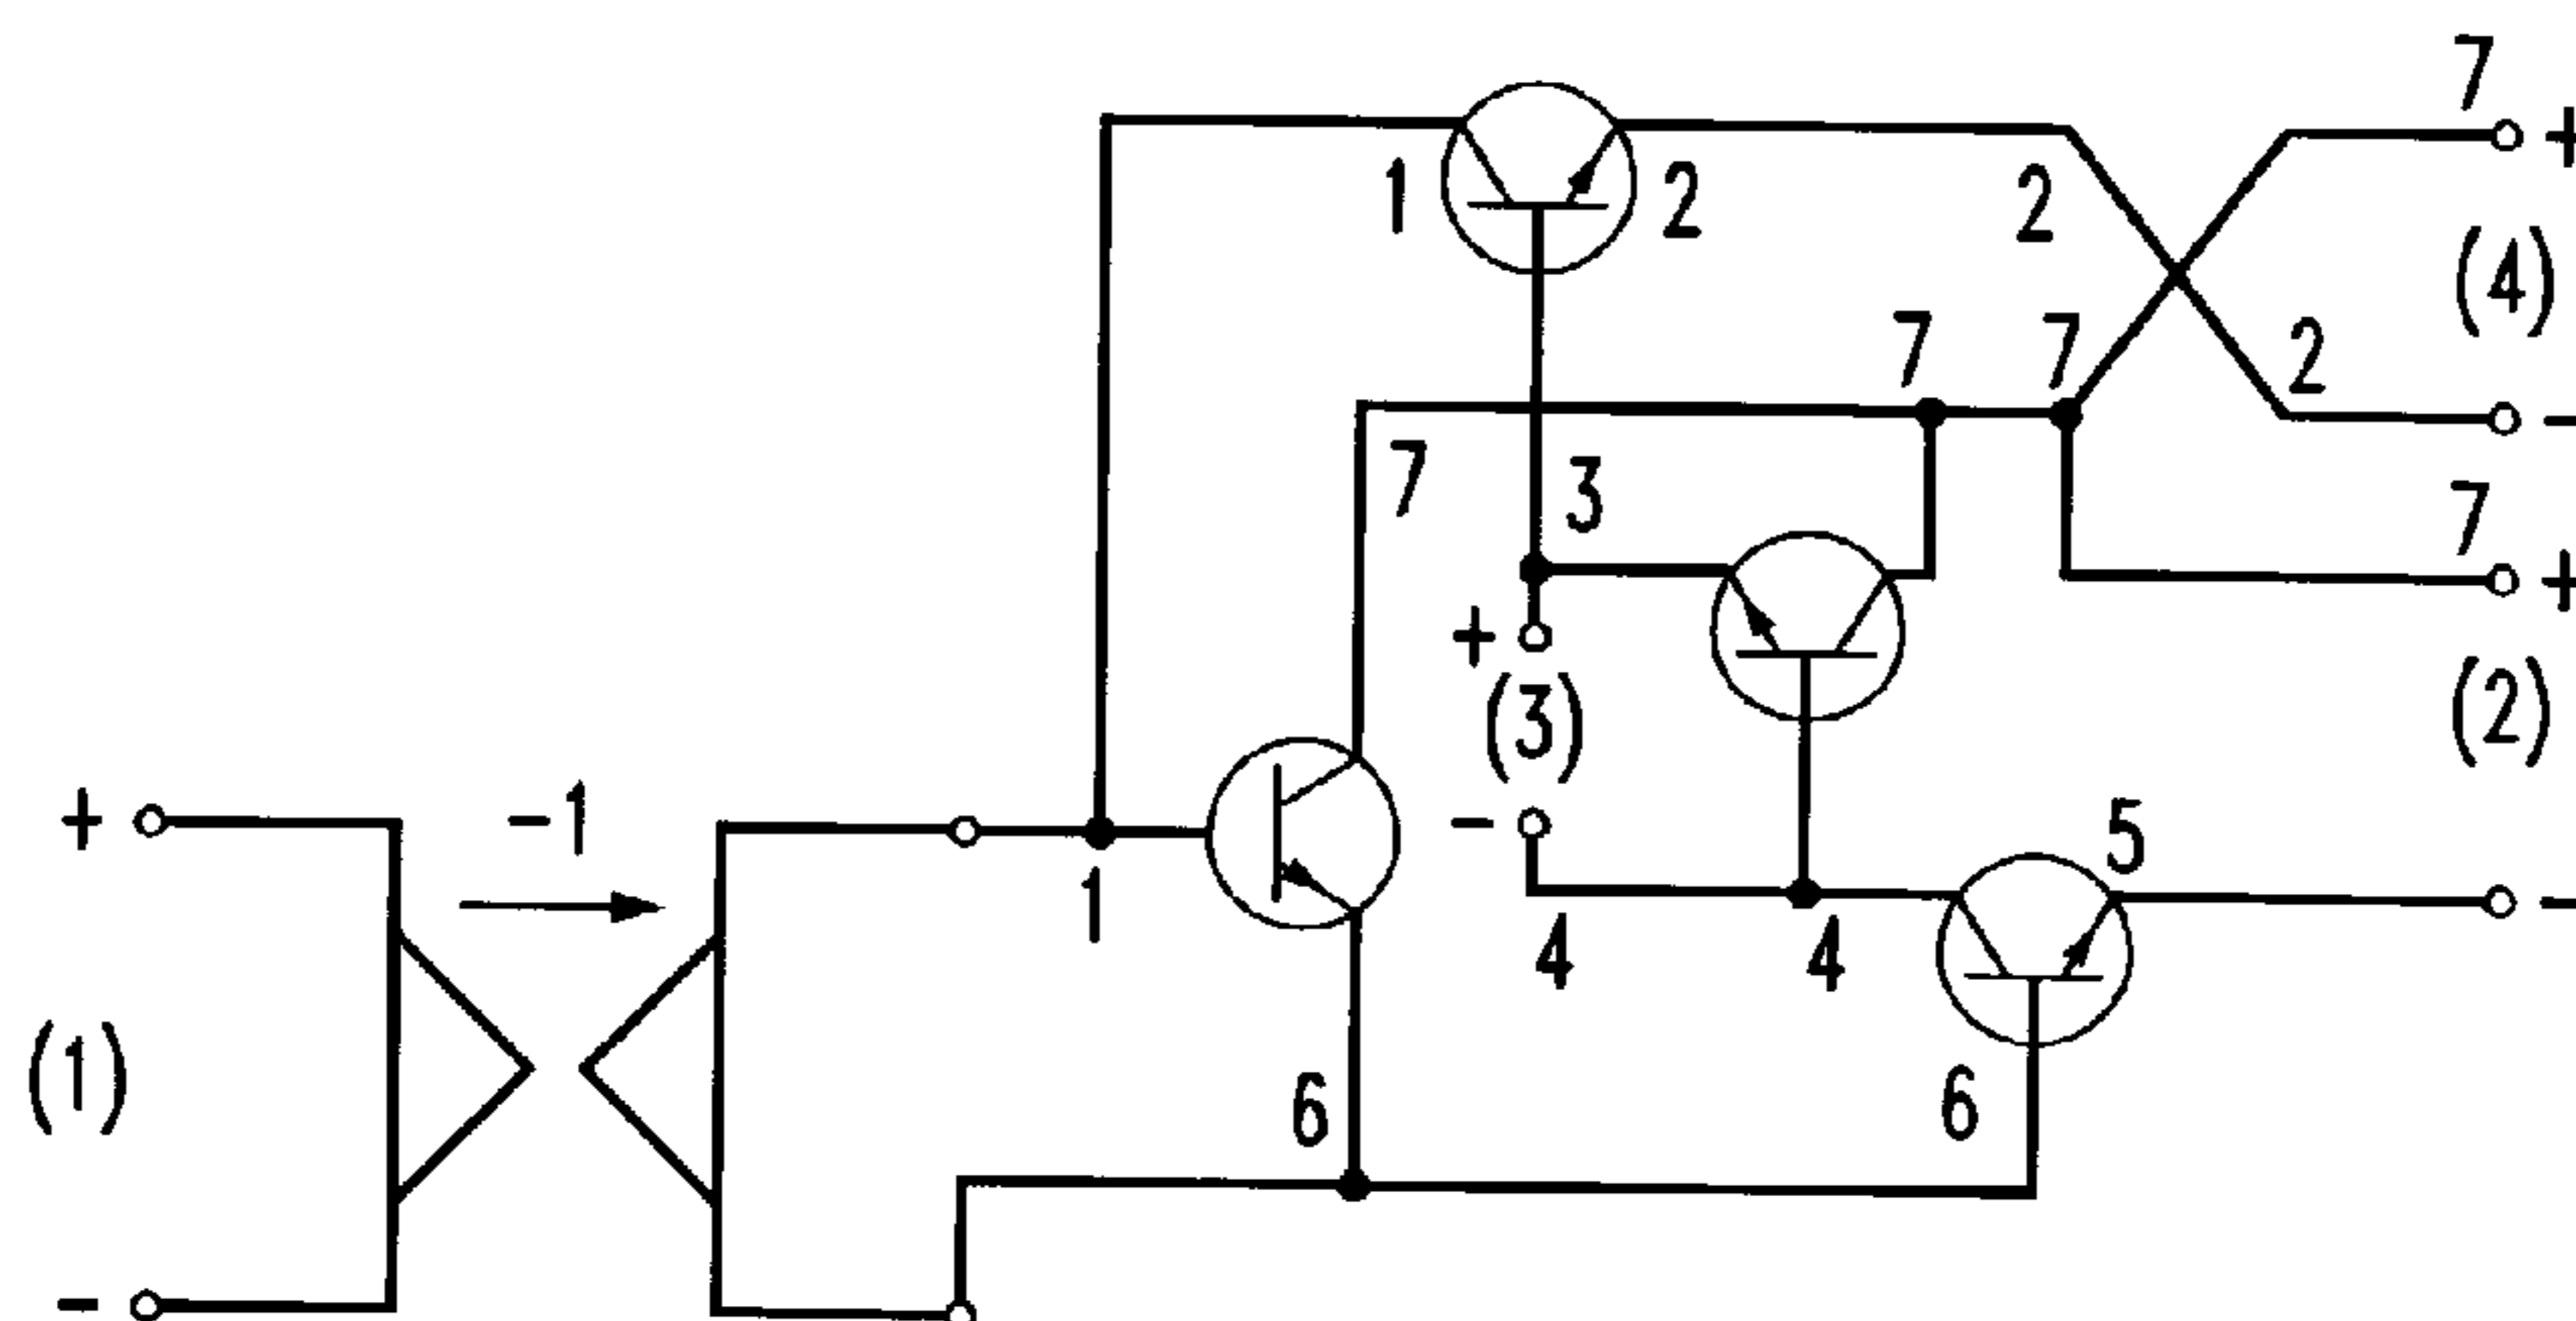 7
+
1 2 2
(4)
7 7 2
-
7 3 7
+ +
(3) (2)
+ -1 - 5
1 4 4 -
(1) 6 6
-